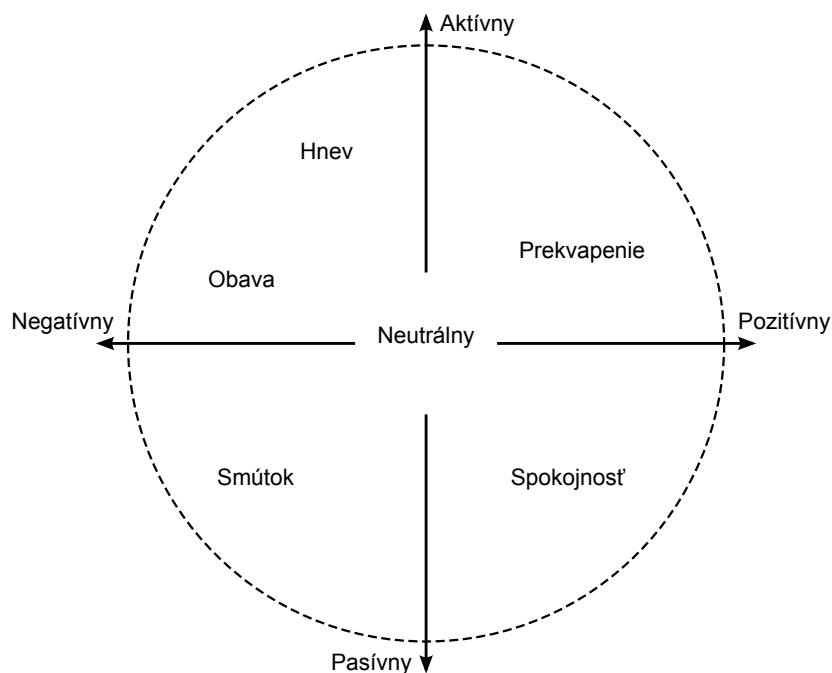 Aktívny
Hnev
Prekvapenie
Obava
Negatívny
Neutrálny
Pozitívny
Smútok
Spokojnosť
Pasívny